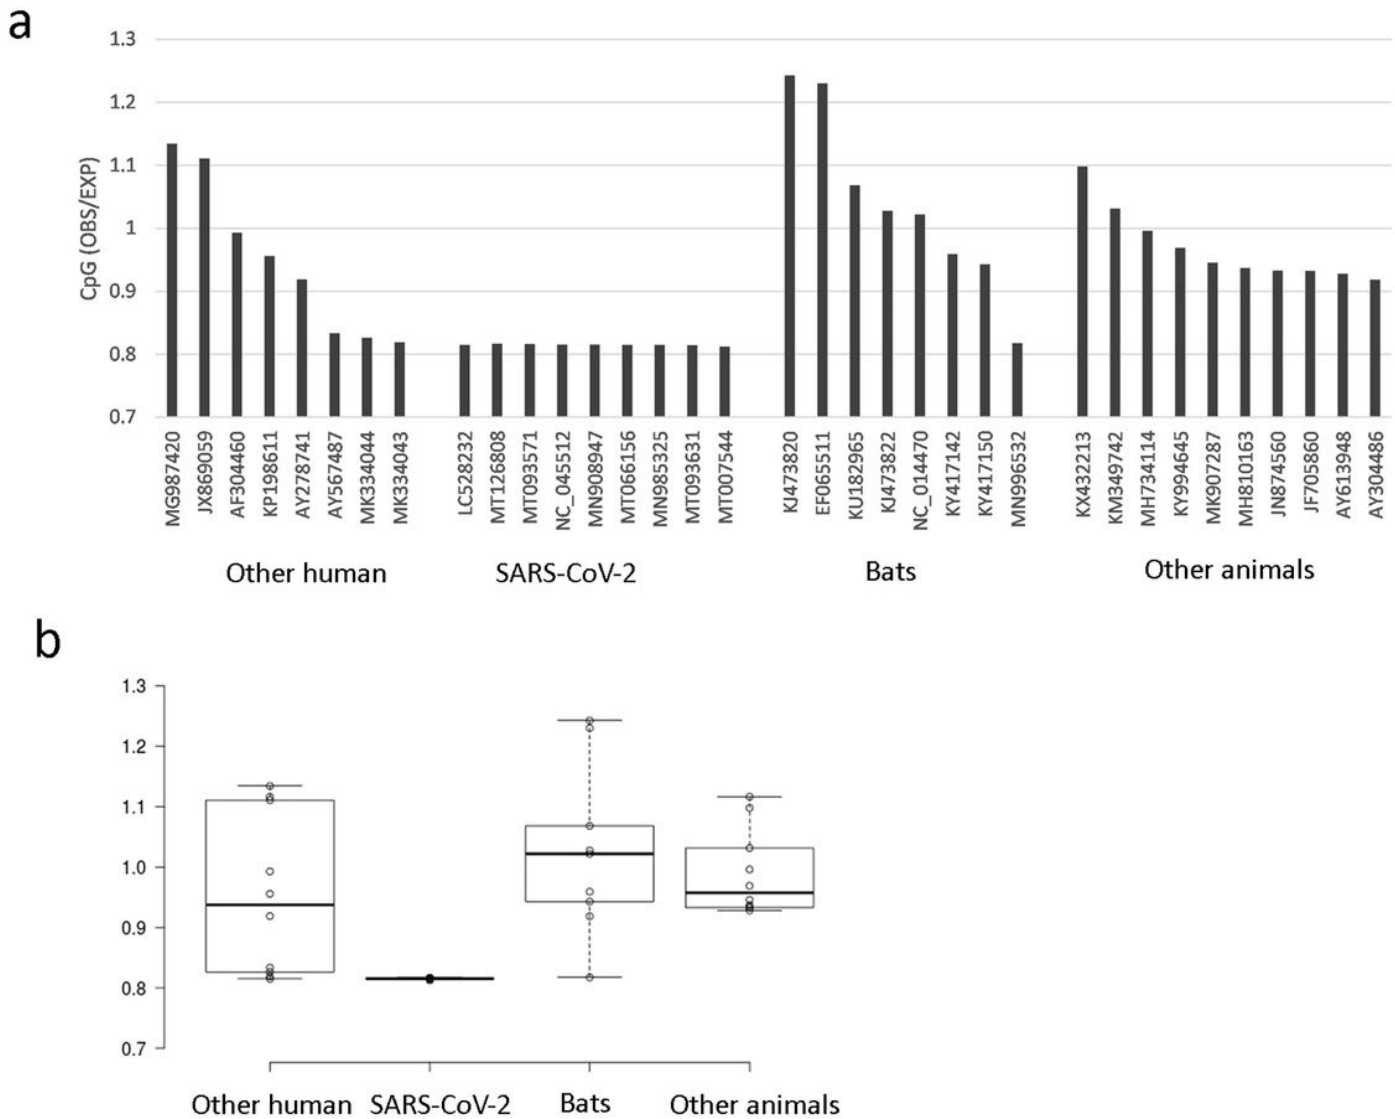 a
1.3
1.2
1.1
1
0.9
0.8
0.7
CpG (OBS/EXP)
MG987420
JX869059
AF304460
KP198611
AY278741
AY567487
MK334044
MK334043
LC528232
MT126808
MT093571
NC_045512
MN908947
MT066156
MN985325
MT093631
MT007544
KJ473820
EF065511
KU182965
KJ473822
NC_014470
KY417142
KY417150
MN996532
KX432213
KM349742
MH734114
KY994645
MK907287
MH810163
JN874560
JF705860
AY613948
AY304486
Other human SARS-CoV-2 Bats Other animals
b
1.3
1.2
1.1
1.0
0.9
0.8
0.7
Other human SARS-CoV-2 Bats Other animals